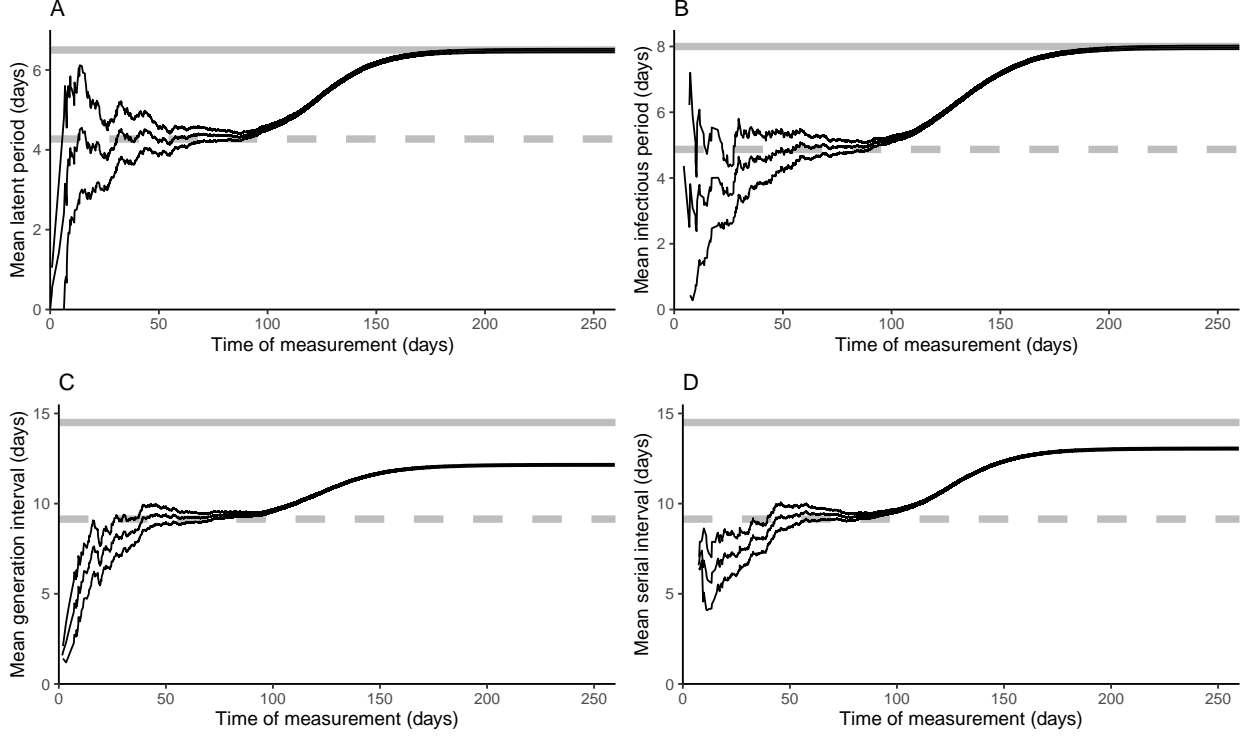 A
Mean latent period (days)
6
4
2
0
0 50 100 150 200 250
Time of measurement (days)
B
Mean infectious period (days)
8
6
4
2
0
0 50 100 150 200 250
Time of measurement (days)
C
Mean generation interval (days)
15
10
5
0
0 50 100 150 200 250
Time of measurement (days)
D
Mean serial interval (days)
15
10
5
0
0 50 100 150 200 250
Time of measurement (days)